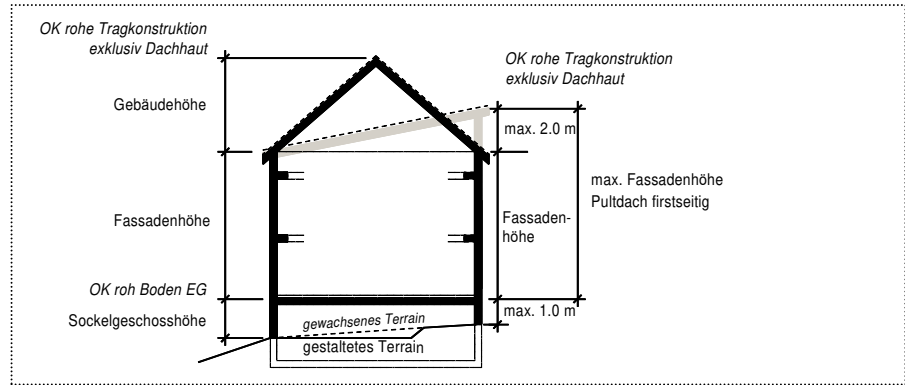 OK rohe Tragkonstruktion
exklusiv Dachhaut
Gebäudehöhe
Fassadenhöhe
OK roh Boden EG
Sockelgeschosshöhe
gewachsenes Terrain
gestaltetes Terrain
OK rohe Tragkonstruktion
exklusiv Dachhaut
max. 2.0 m
max. Fassadenhöhe
Pultdach firstseitig
Fassaden-
höhe
max. 1.0 m